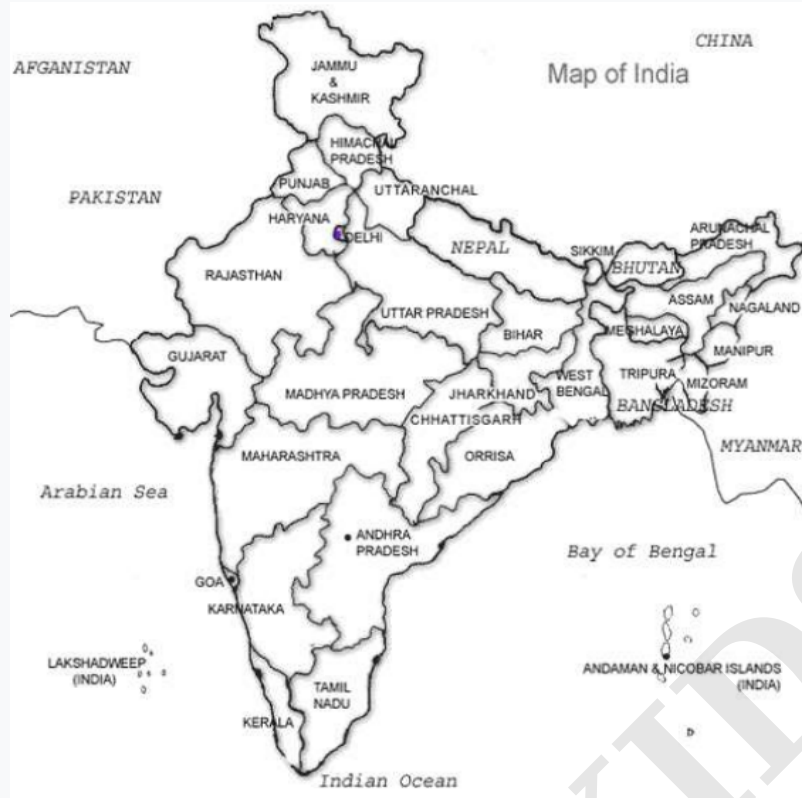 CHINA
AFGANISTAN
Map of India
JAMMU
&
KASHMIR
HIMACHAL
PRADESH
PUNJAB
UTTARANCHAL
PAKISTAN
HARYANA
DELHI
NEPAL
SIKKIM
BHUTAN
ARUNACHAL
PRADESH
RAJASTHAN
ASSAM
NAGALAND
UTTAR PRADESH
BIHAR
MESHALAYA
MANIPUR
GUJARAT
MADHYA PRADESH
JHARKHAND
WEST
BENGAL
TRIPURA
MIZORAM
BANGLADESH
CHHATTISGARH
MAHARASHTRA
ORRISA
MYANMAR
Arabian Sea
ANDHRA
PRADESH
Bay of Bengal
GOA
KARNATAKA
LAKSHADWEEP
(INDIA)
ANDAMAN & NICOBAR ISLANDS
(INDIA)
TAMIL
NADU
KERALA
Indian Ocean